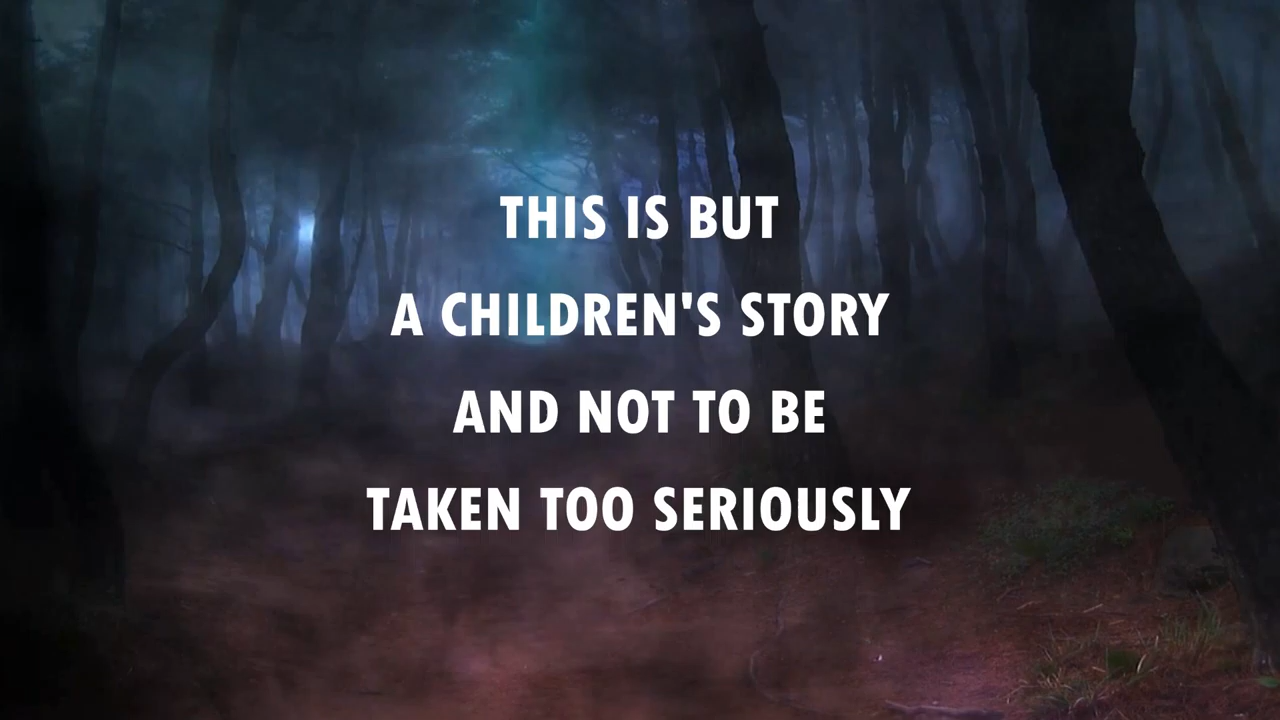 THIS IS BUT
A CHILDREN'S STORY
AND NOT TO BE
TAKEN TOO SERIOUSLY